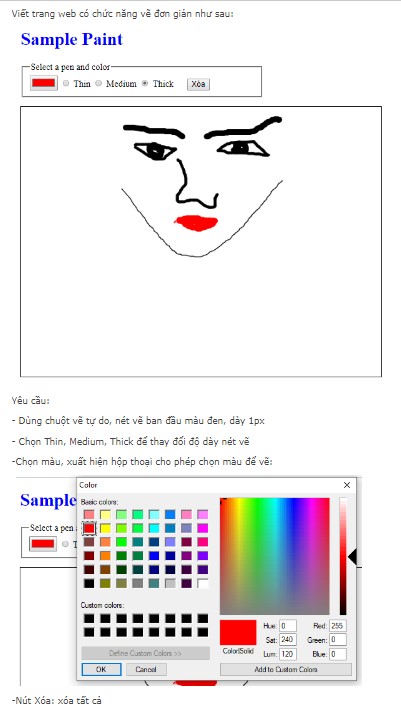 Viết trang web có chức năng vẽ đơn giản như sau:
Sample Paint
Select a pen and color
Thin Medium Thick Xóa
Yêu cầu:
- Dùng chuột vẽ tự do, nét vẽ ban đầu màu đen, dày 1px
- Chọn Thin, Medium, Thick để thay đổi độ dày nét vẽ
-Chọn màu, xuất hiện hộp thoại cho phép chọn màu để vẽ:
Color
Sample
Basic colors:
Select a pen
T
Custom colors:
Define Custom Colors >>
OK Cancel
Color|Solid
Hue: 0 Red: 255
Sat: 240 Green: 0
Lum: 120 Blue: 0
Add to Custom Colors
-Nút Xóa: xóa tất cả